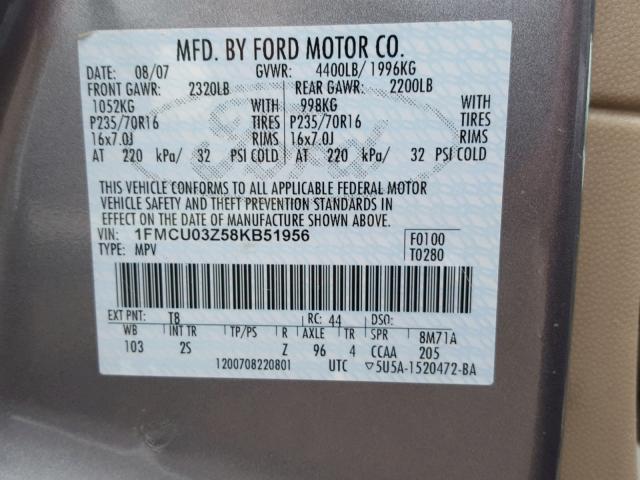 MFD. BY FORD MOTOR CO.
DATE: 08/07 GVWR: 4400LB/ 1996KG
FRONT GAWR: 2320LB REAR GAWR: 2200LB
1052KG WITH 998KG WITH
P235/70R16 TIRES P235/70R16 TIRES
16x7.0J RIMS 16x7.0J RIMS
AT 220 kPa/ 32 PSI COLD AT 220 kPa/ 32 PSI COLD
THIS VEHICLE CONFORMS TO ALL APPLICABLE FEDERAL MOTOR
VEHICLE SAFETY AND THEFT PREVENTION STANDARDS IN
EFFECT ON THE DATE OF MANUFACTURE SHOWN ABOVE.
VIN: 1FMCU03Z58KB51956 F0100
TYPE: MPV T0280
EXT PNT: T8 RC: 44 DSO:
WB INT TR TP/PS R AXLE TR SPR 8M71A
103 2S Z 96 4 CCAA 205
1200708220801 UTC ▽5U5A-1520472-BA
Ford